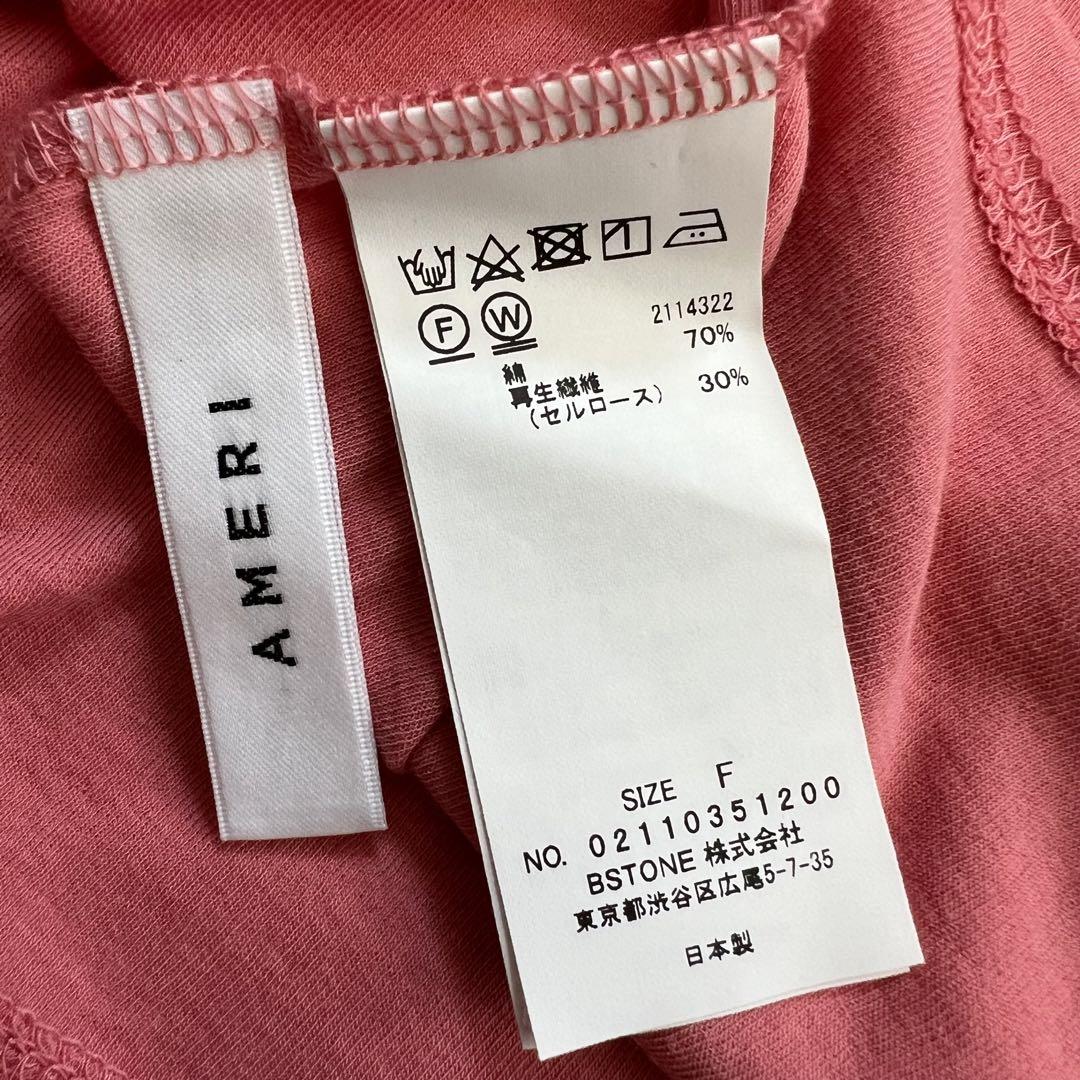 AMERI
F
W
2114322
綿 70%
再生繊維
(セルロース) 30%
SIZE F
NO. 02110351200
BSTONE 株式会社
東京都渋谷区広尾5-7-35
日本製